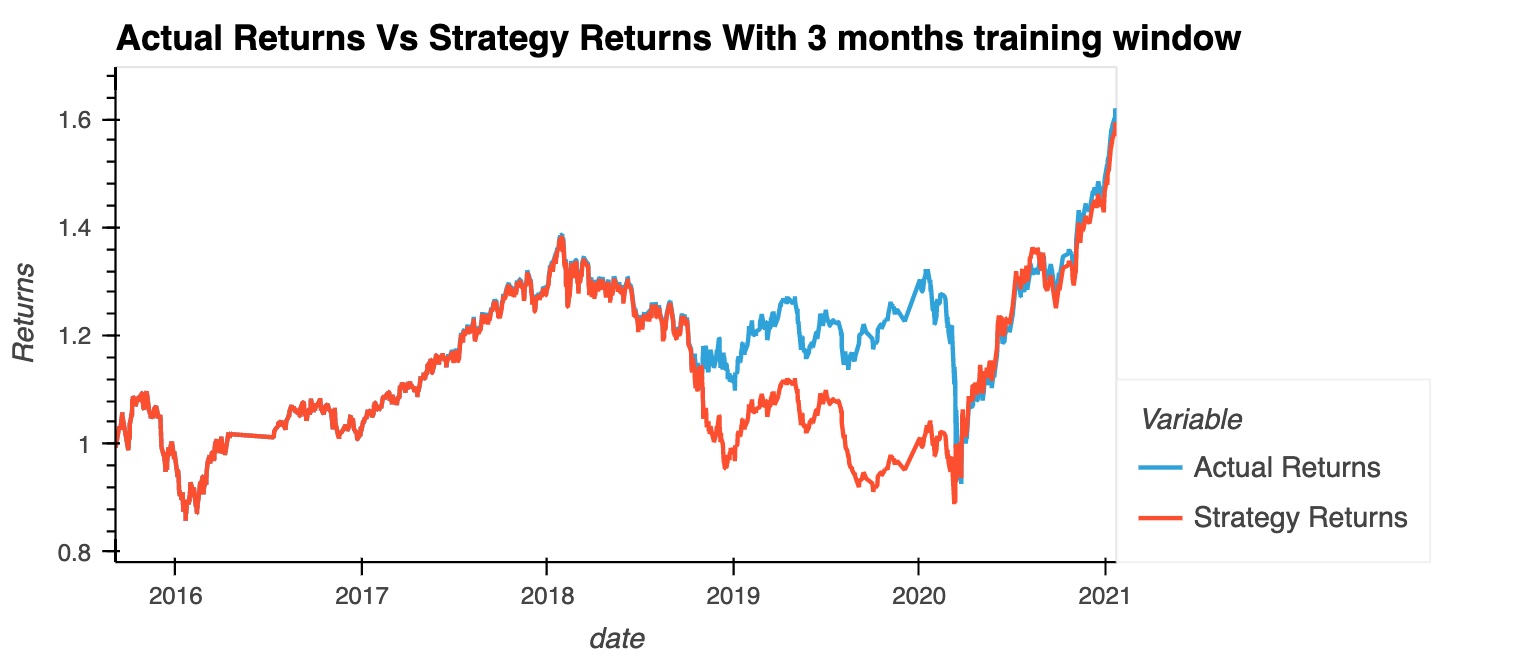 Actual Returns Vs Strategy Returns With 3 months training window
1.6
1.4
1.2
1
0.8
Returns
2016 2017 2018 2019 2020 2021
date
Variable
Actual Returns
Strategy Returns